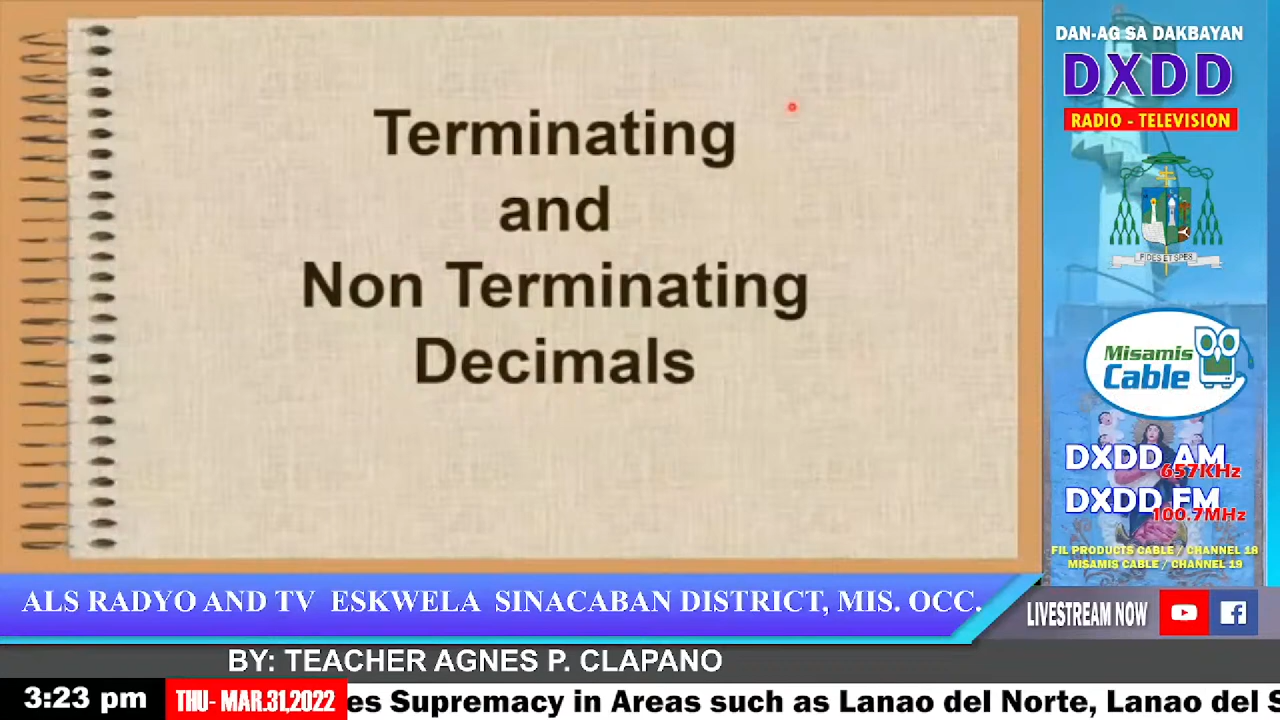 Terminating
and
Non Terminating
Decimals
DAN-AG SA DAKBAYAN
DXDD
RADIO - TELEVISION
FIDES ET SPES
Misamis
Cable
DXDD AM
657KHz
DXDD FM
100.7MHz
FIL PRODUCTS CABLE / CHANNEL 18
MISAMIS CABLE / CHANNEL 19
ALS RADYO AND TV ESKWELA SINACABAN DISTRICT, MIS. OCC.
LIVESTREAM NOW
BY: TEACHER AGNES P. CLAPANO
3:23 pm
THU- MAR.31,2022
es Supremacy in Areas such as Lanao del Norte, Lanao del S